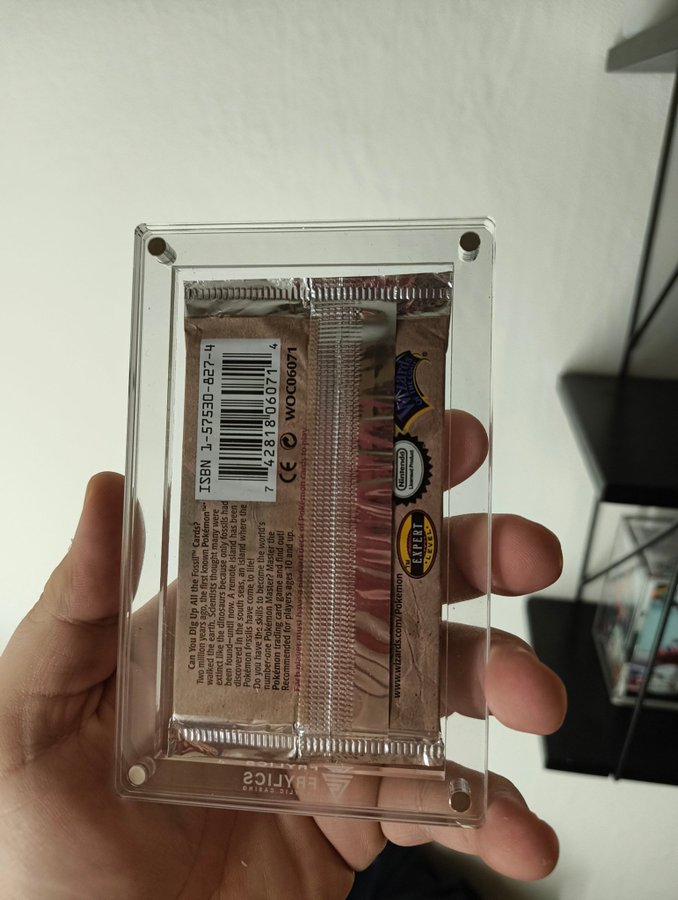 ISBN 1-57530-827-4
7 42818 06071 4
CE
WOC06071
Can You Dig Up All the Fossil™ Cards?
Two million years ago, the first known Pokémon™
walked the earth. Scientists thought many were
extinct like the dinosaurs because only fossils had
been found—until now. A remote island has been
discovered in the south seas, an island where the
Pokémon fossils have come to life!
Do you have the skills to become the world's
number-one Pokémon Master? Master the
Pokémon trading card game and find out!
Recommended for players ages 10 and up.
Wizards
®
Nintendo
Licensed Product
EXPERT
LEVEL
www.wizards.com/Pokemon
FRYLICS